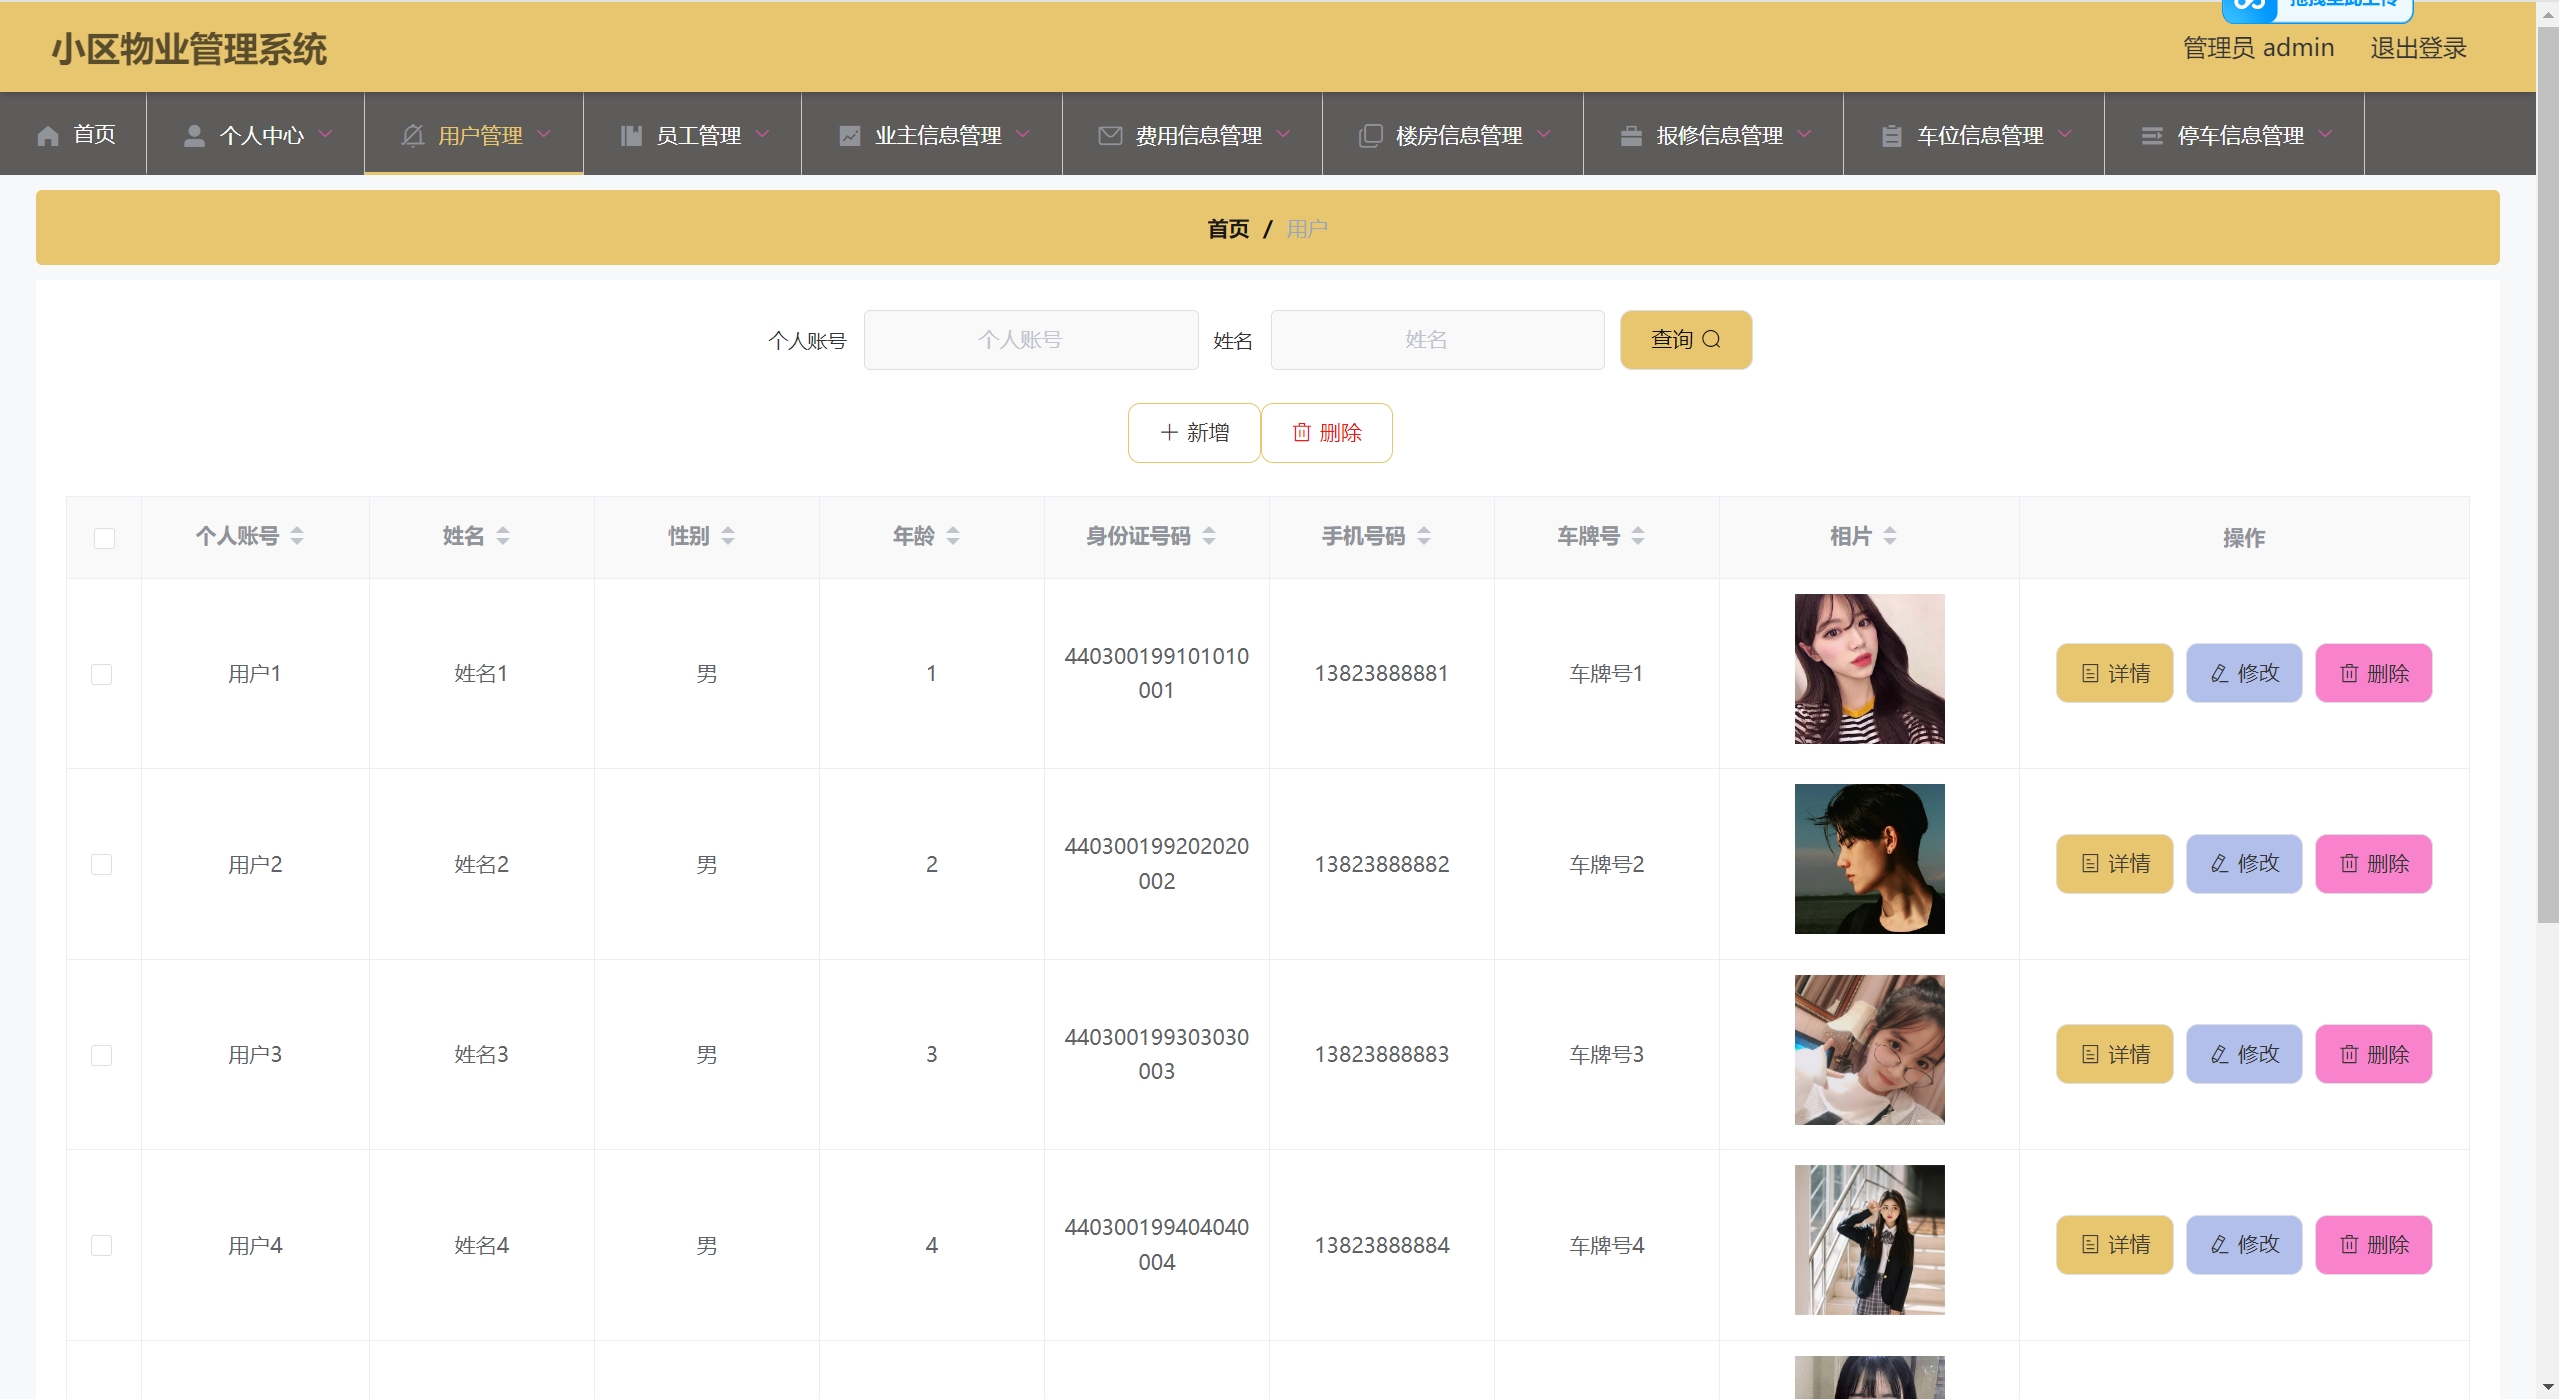 拖拽至此上传
小区物业管理系统
管理员 admin 退出登录
首页 个人中心 用户管理 员工管理 业主信息管理 费用信息管理 楼房信息管理 报修信息管理 车位信息管理 停车信息管理
首页 / 用户
个人账号 个人账号 姓名 姓名 查询
新增 删除
个人账号 姓名 性别 年龄 身份证号码 手机号码 车牌号 相片 操作
用户1 姓名1 男 1 440300199101010001 13823888881 车牌号1 详情 修改 删除
用户2 姓名2 男 2 440300199202020002 13823888882 车牌号2 详情 修改 删除
用户3 姓名3 男 3 440300199303030003 13823888883 车牌号3 详情 修改 删除
用户4 姓名4 男 4 440300199404040004 13823888884 车牌号4 详情 修改 删除